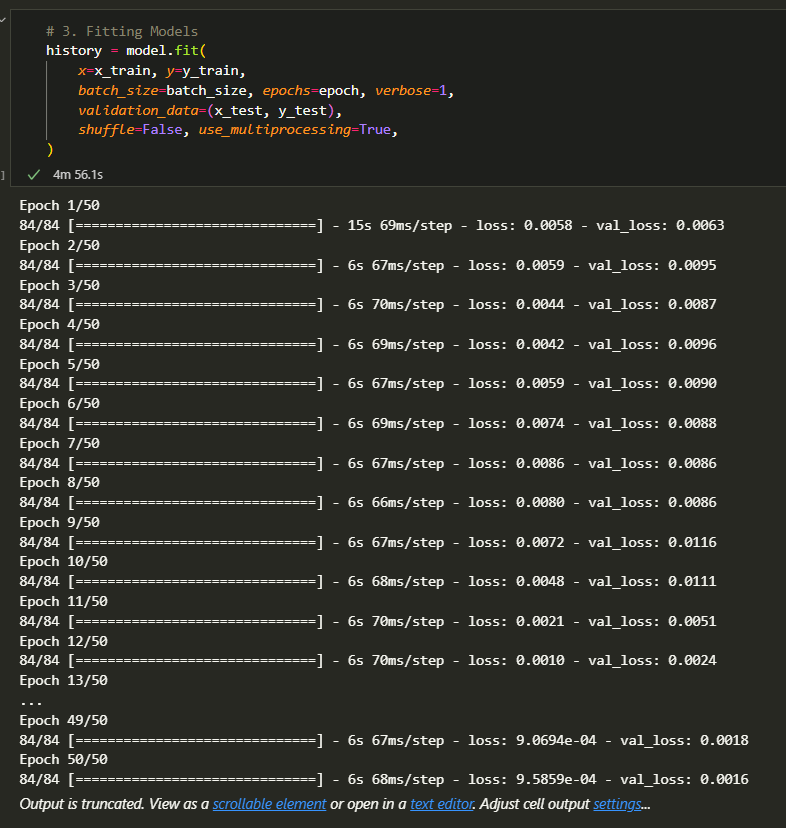 # 3. Fitting Models
history = model.fit(
    x=x_train, y=y_train,
    batch_size=batch_size, epochs=epoch, verbose=1,
    validation_data=(x_test, y_test),
    shuffle=False, use_multiprocessing=True,
)
] ✓ 4m 56.1s
Epoch 1/50
84/84 [==============================] - 15s 69ms/step - loss: 0.0058 - val_loss: 0.0063
Epoch 2/50
84/84 [==============================] - 6s 67ms/step - loss: 0.0059 - val_loss: 0.0095
Epoch 3/50
84/84 [==============================] - 6s 70ms/step - loss: 0.0044 - val_loss: 0.0087
Epoch 4/50
84/84 [==============================] - 6s 69ms/step - loss: 0.0042 - val_loss: 0.0096
Epoch 5/50
84/84 [==============================] - 6s 67ms/step - loss: 0.0059 - val_loss: 0.0090
Epoch 6/50
84/84 [==============================] - 6s 69ms/step - loss: 0.0074 - val_loss: 0.0088
Epoch 7/50
84/84 [==============================] - 6s 67ms/step - loss: 0.0086 - val_loss: 0.0086
Epoch 8/50
84/84 [==============================] - 6s 66ms/step - loss: 0.0080 - val_loss: 0.0086
Epoch 9/50
84/84 [==============================] - 6s 67ms/step - loss: 0.0072 - val_loss: 0.0116
Epoch 10/50
84/84 [==============================] - 6s 68ms/step - loss: 0.0048 - val_loss: 0.0111
Epoch 11/50
84/84 [==============================] - 6s 70ms/step - loss: 0.0021 - val_loss: 0.0051
Epoch 12/50
84/84 [==============================] - 6s 70ms/step - loss: 0.0010 - val_loss: 0.0024
Epoch 13/50
...
Epoch 49/50
84/84 [==============================] - 6s 67ms/step - loss: 9.0694e-04 - val_loss: 0.0018
Epoch 50/50
84/84 [==============================] - 6s 68ms/step - loss: 9.5859e-04 - val_loss: 0.0016
Output is truncated. View as a scrollable element or open in a text editor. Adjust cell output settings...